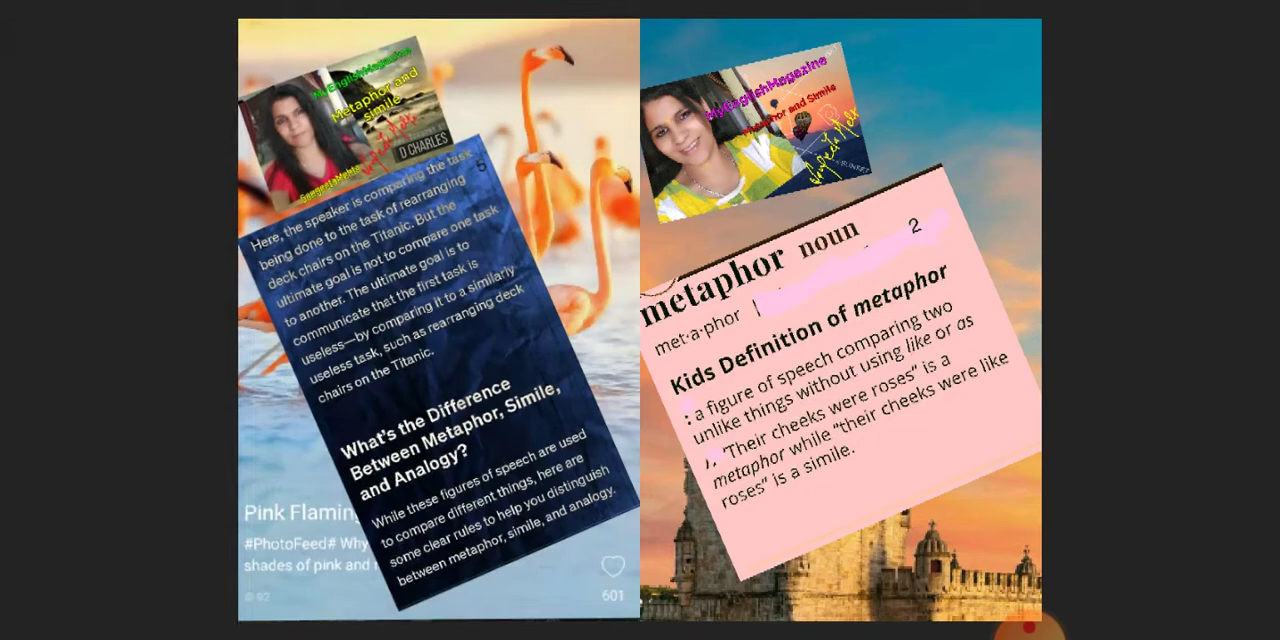 MyEnglishMagazine
Metaphor and
simile
D CHARLES
SangeetaMehta
5
Here, the speaker is comparing the task
being done to the task of rearranging
deck chairs on the Titanic. But the
ultimate goal is not to compare one task
to another. The ultimate goal is to
communicate that the first task is
useless—by comparing it to a similarly
useless task, such as rearranging deck
chairs on the Titanic.
What's the Difference
Between Metaphor, Simile,
and Analogy?
While these figures of speech are used
to compare different things, here are
some clear rules to help you distinguish
between metaphor, simile, and analogy.
Pink
#PhotoFeed# Why
shades of pink and
92
601
MyEnglishMagazine
Metaphor and Simile
metaphor noun
2
met·a·phor
Kids Definition of metaphor
: a figure of speech comparing two
unlike things without using like or as
"Their cheeks were roses" is a
metaphor while "their cheeks were like
roses" is a simile.